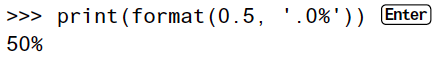 >>> print(format(0.5, '.0%')) Enter
50%